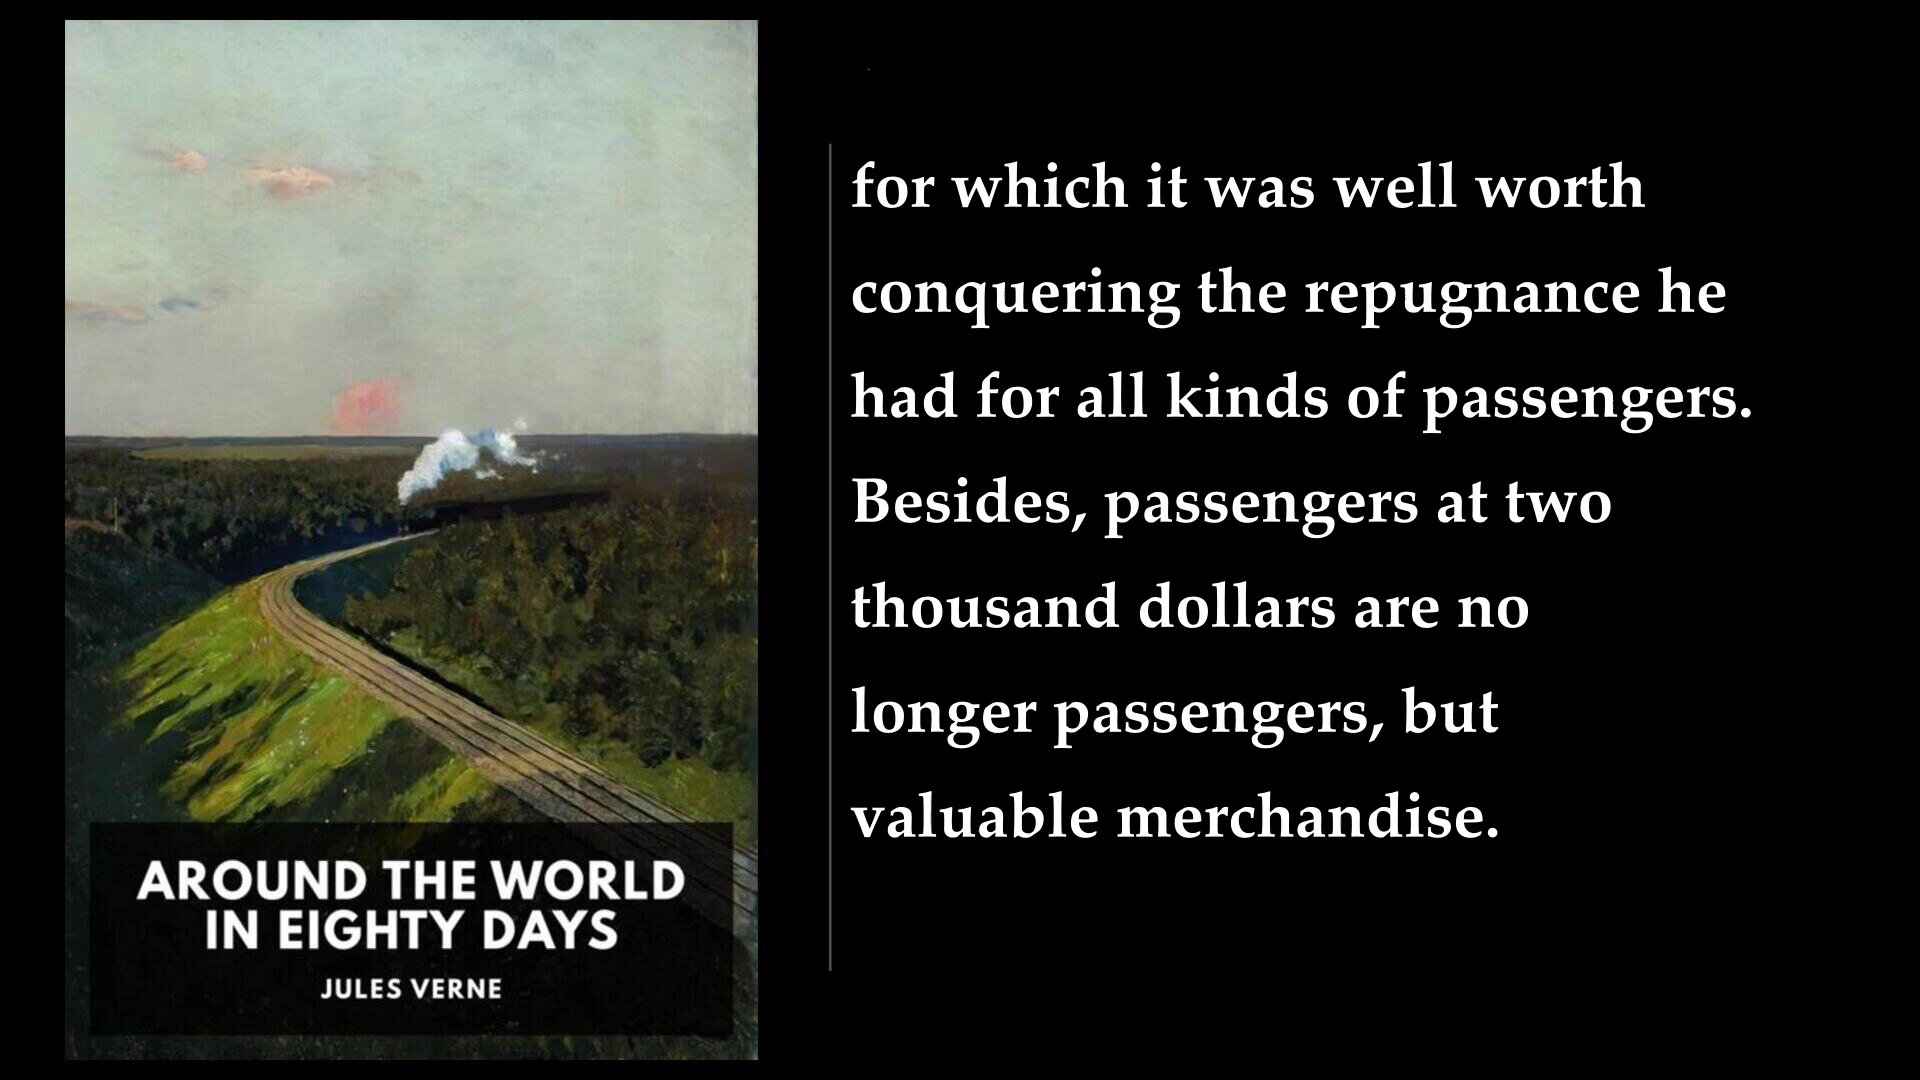 for which it was well worth
conquering the repugnance he
had for all kinds of passengers.
Besides, passengers at two
thousand dollars are no
longer passengers, but
valuable merchandise.
AROUND THE WORLD
IN EIGHTY DAYS
JULES VERNE